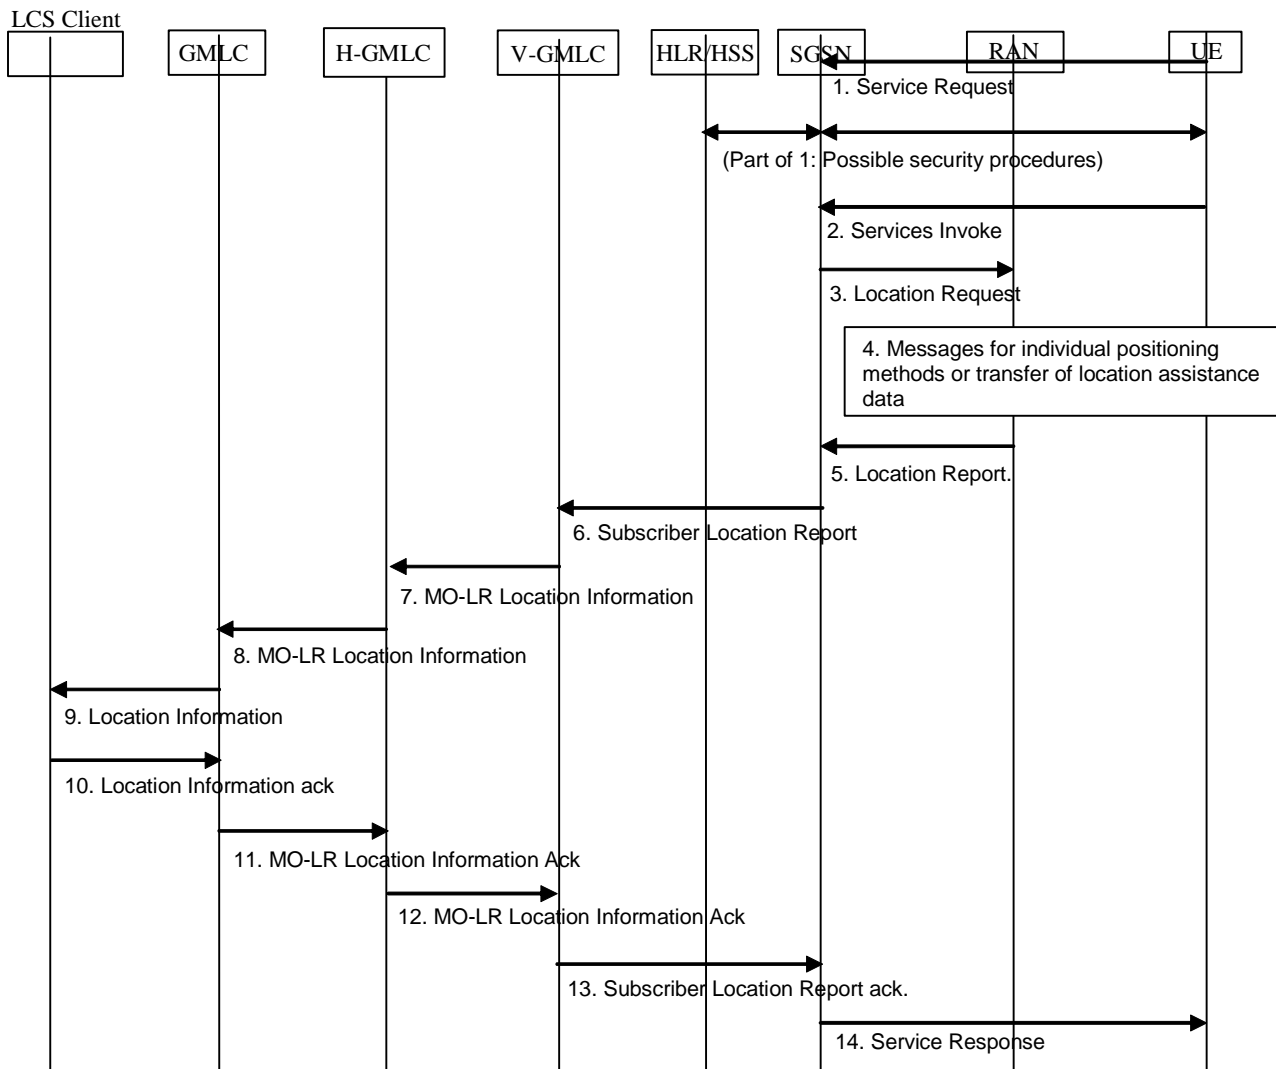 LCS Client
GMLC
H-GMLC
V-GMLC
HLR/HSS
SGSN
RAN
UE
1. Service Request
(Part of 1: Possible security procedures)
2. Services Invoke
3. Location Request
4. Messages for individual positioning
methods or transfer of location assistance
data
5. Location Report.
6. Subscriber Location Report
7. MO-LR Location Information
8. MO-LR Location Information
9. Location Information
10. Location Information ack
11. MO-LR Location Information Ack
12. MO-LR Location Information Ack
13. Subscriber Location Report ack.
14. Service Response